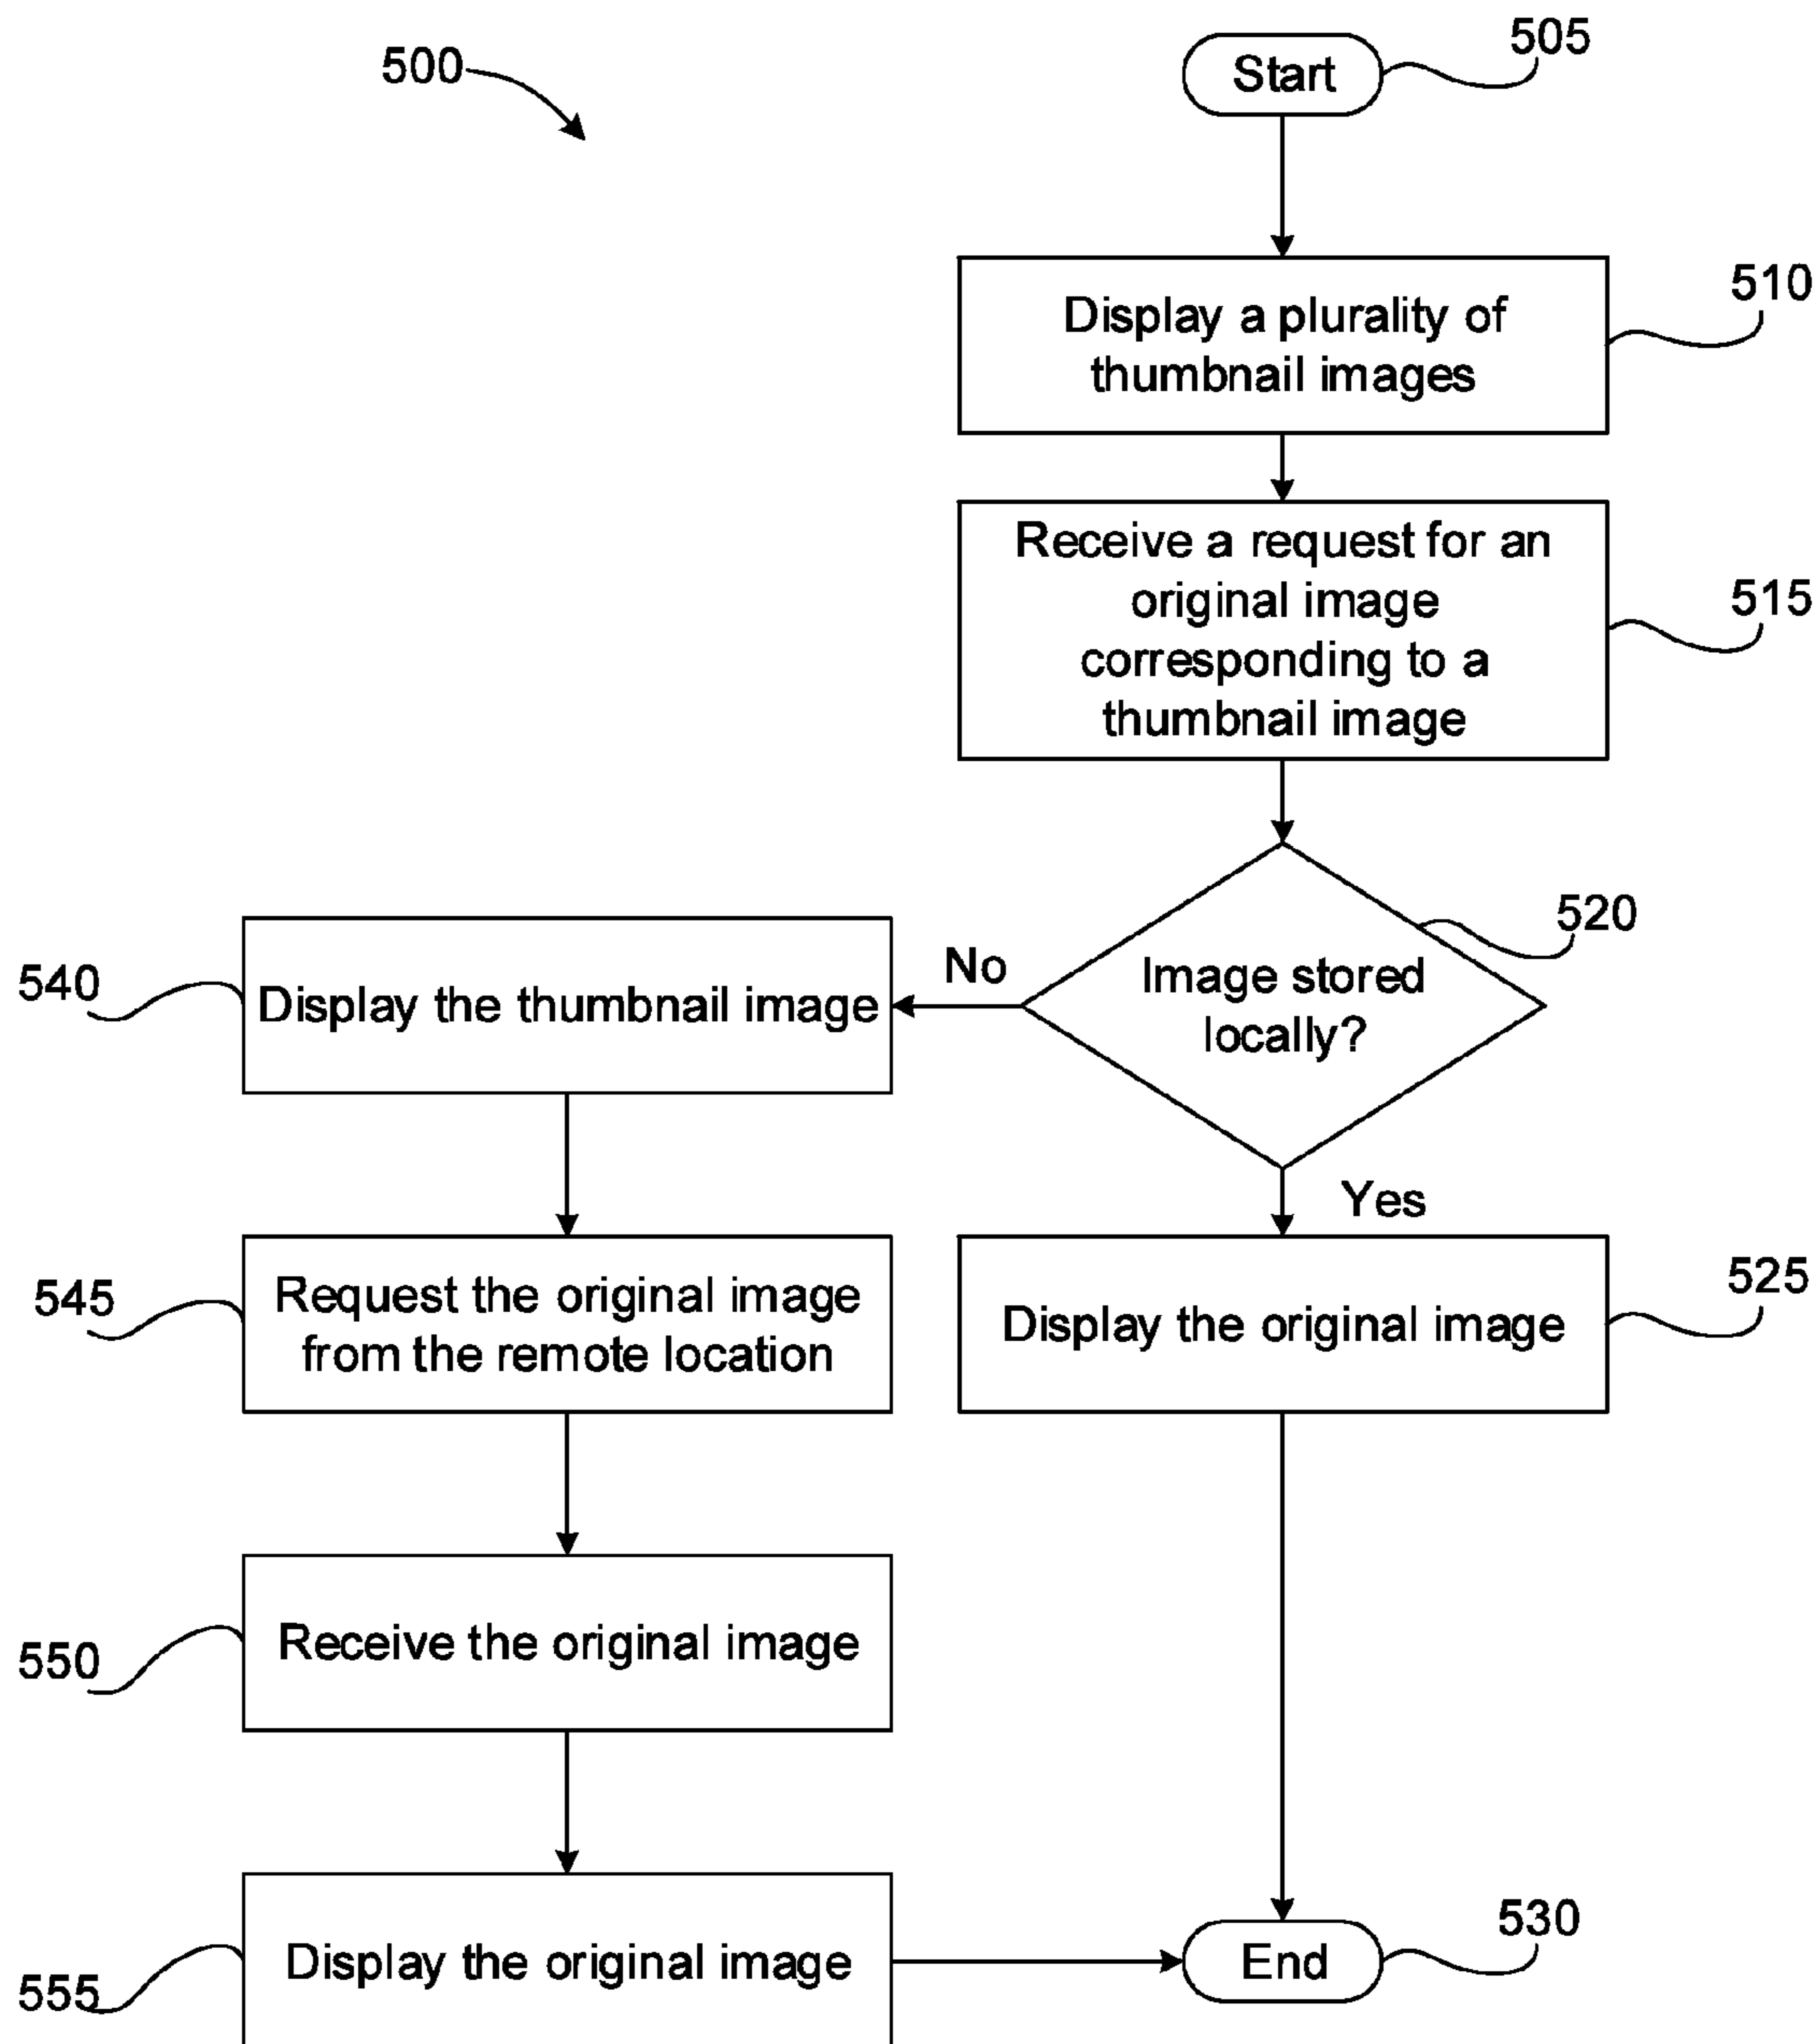 500
Start
505
Display a plurality of
thumbnail images
510
Receive a request for an
original image
corresponding to a
thumbnail image
515
Image stored
locally?
520
No
Yes
Display the thumbnail image
540
Request the original image
from the remote location
545
Display the original image
525
Receive the original image
550
Display the original image
555
End
530